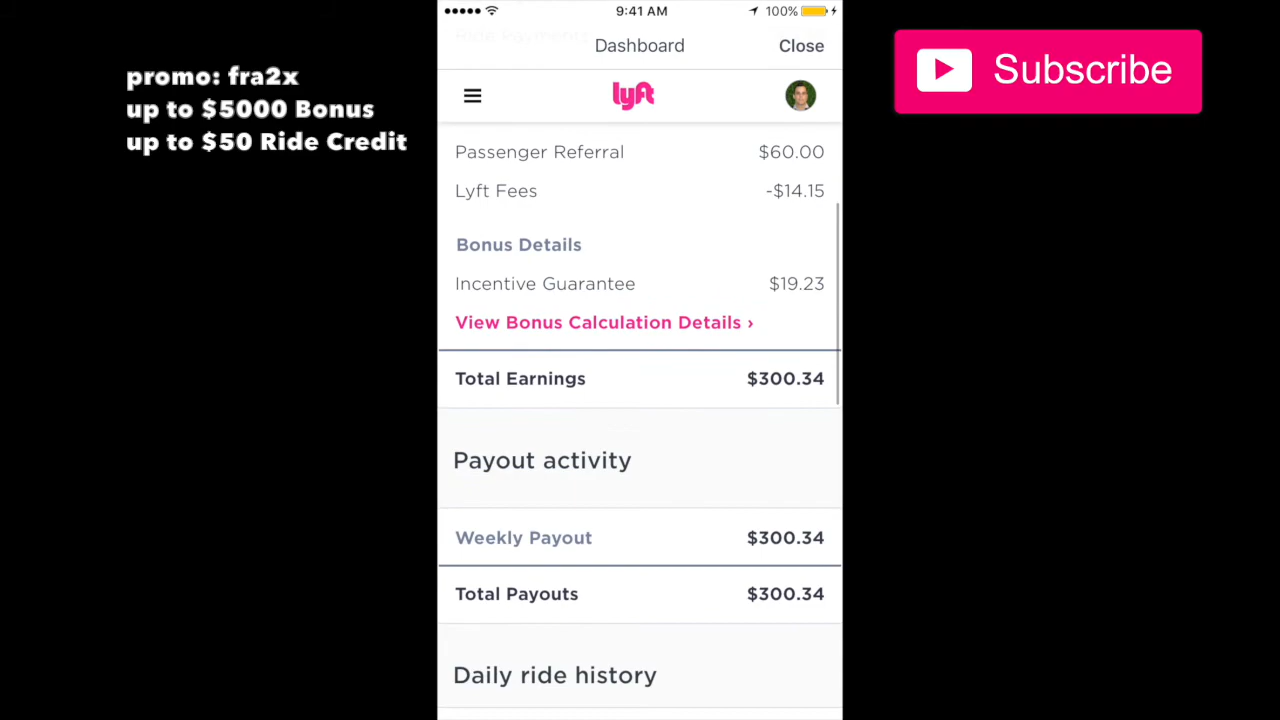 promo: fra2x
up to $5000 Bonus
up to $50 Ride Credit
9:41 AM
100%
Ride Payments
Dashboard
Close
lyft
Subscribe
Passenger Referral $60.00
Lyft Fees -$14.15
Bonus Details
Incentive Guarantee $19.23
View Bonus Calculation Details ›
Total Earnings $300.34
Payout activity
Weekly Payout $300.34
Total Payouts $300.34
Daily ride history